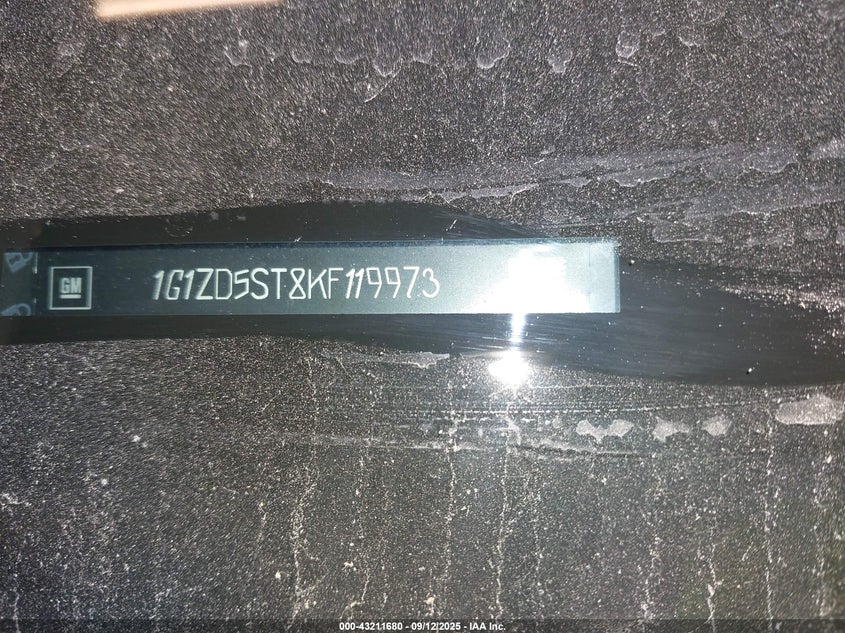 GM
1G1ZD5ST8KF119973
000-43211680 - 09/12/2025 - IAA Inc.